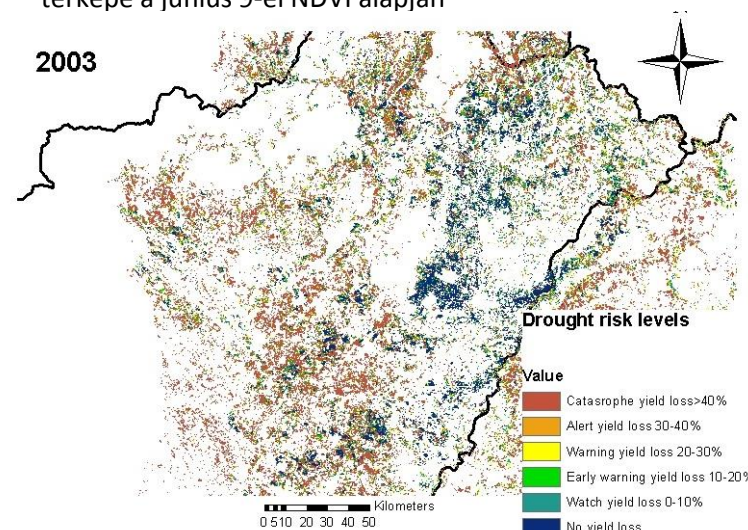 térképe a június 9-ei NDVI alapján
2003
Drought risk levels
Value
Catasrophe yield loss>40%
Alert yield loss 30-40%
Warning yield loss 20-30%
Early warning yield loss 10-20%
Watch yield loss 0-10%
No yield loss
Kilometers
0 5 10 20 30 40 50